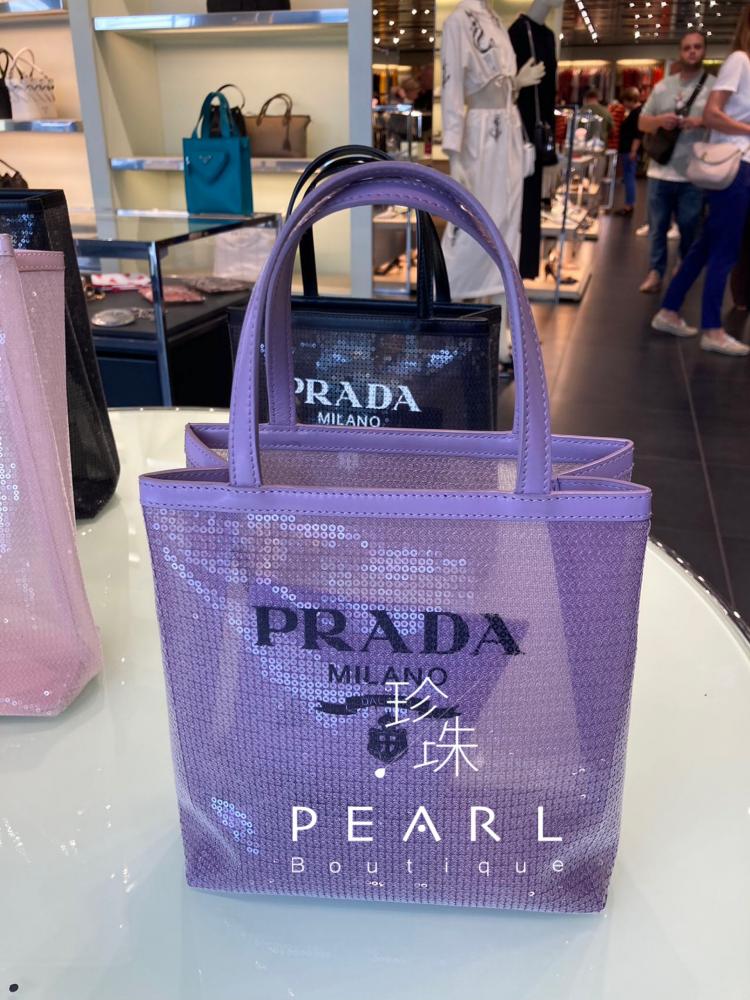 PRADA
MILANO
PRADA
MILANO
珍
珠
PEARL
Boutique